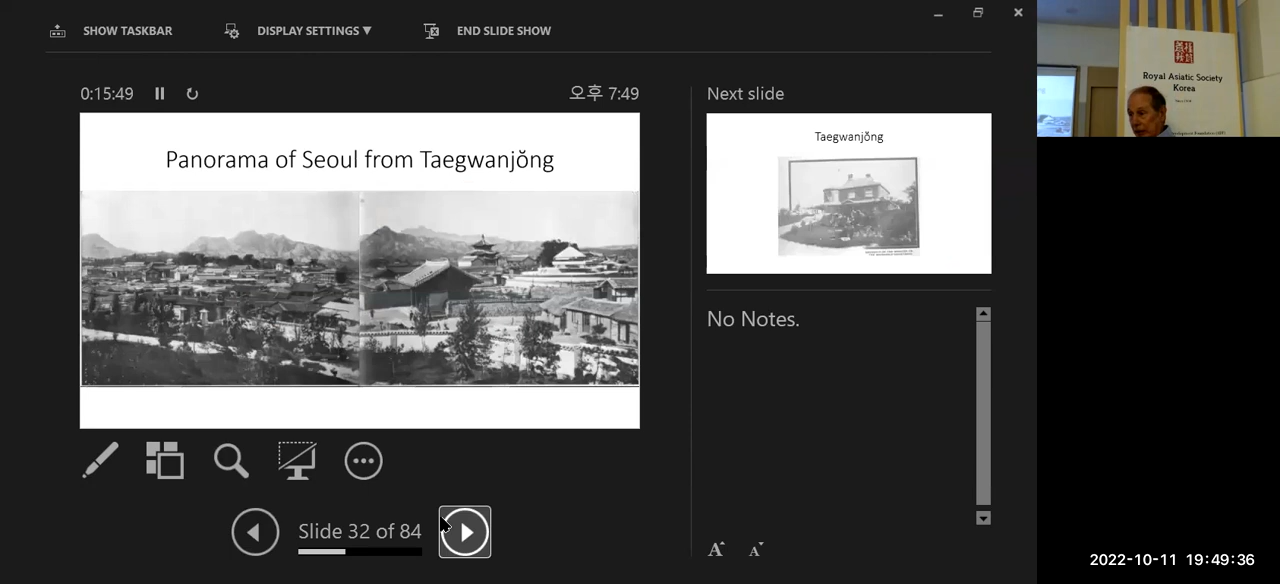 SHOW TASKBAR
DISPLAY SETTINGS ▼
END SLIDE SHOW
0:15:49
오후 7:49
Panorama of Seoul from Taegwanjŏng
Slide 32 of 84
Next slide
Taegwanjŏng
No Notes.
A A
Royal Asiatic Society
Korea
2022-10-11 19:49:36